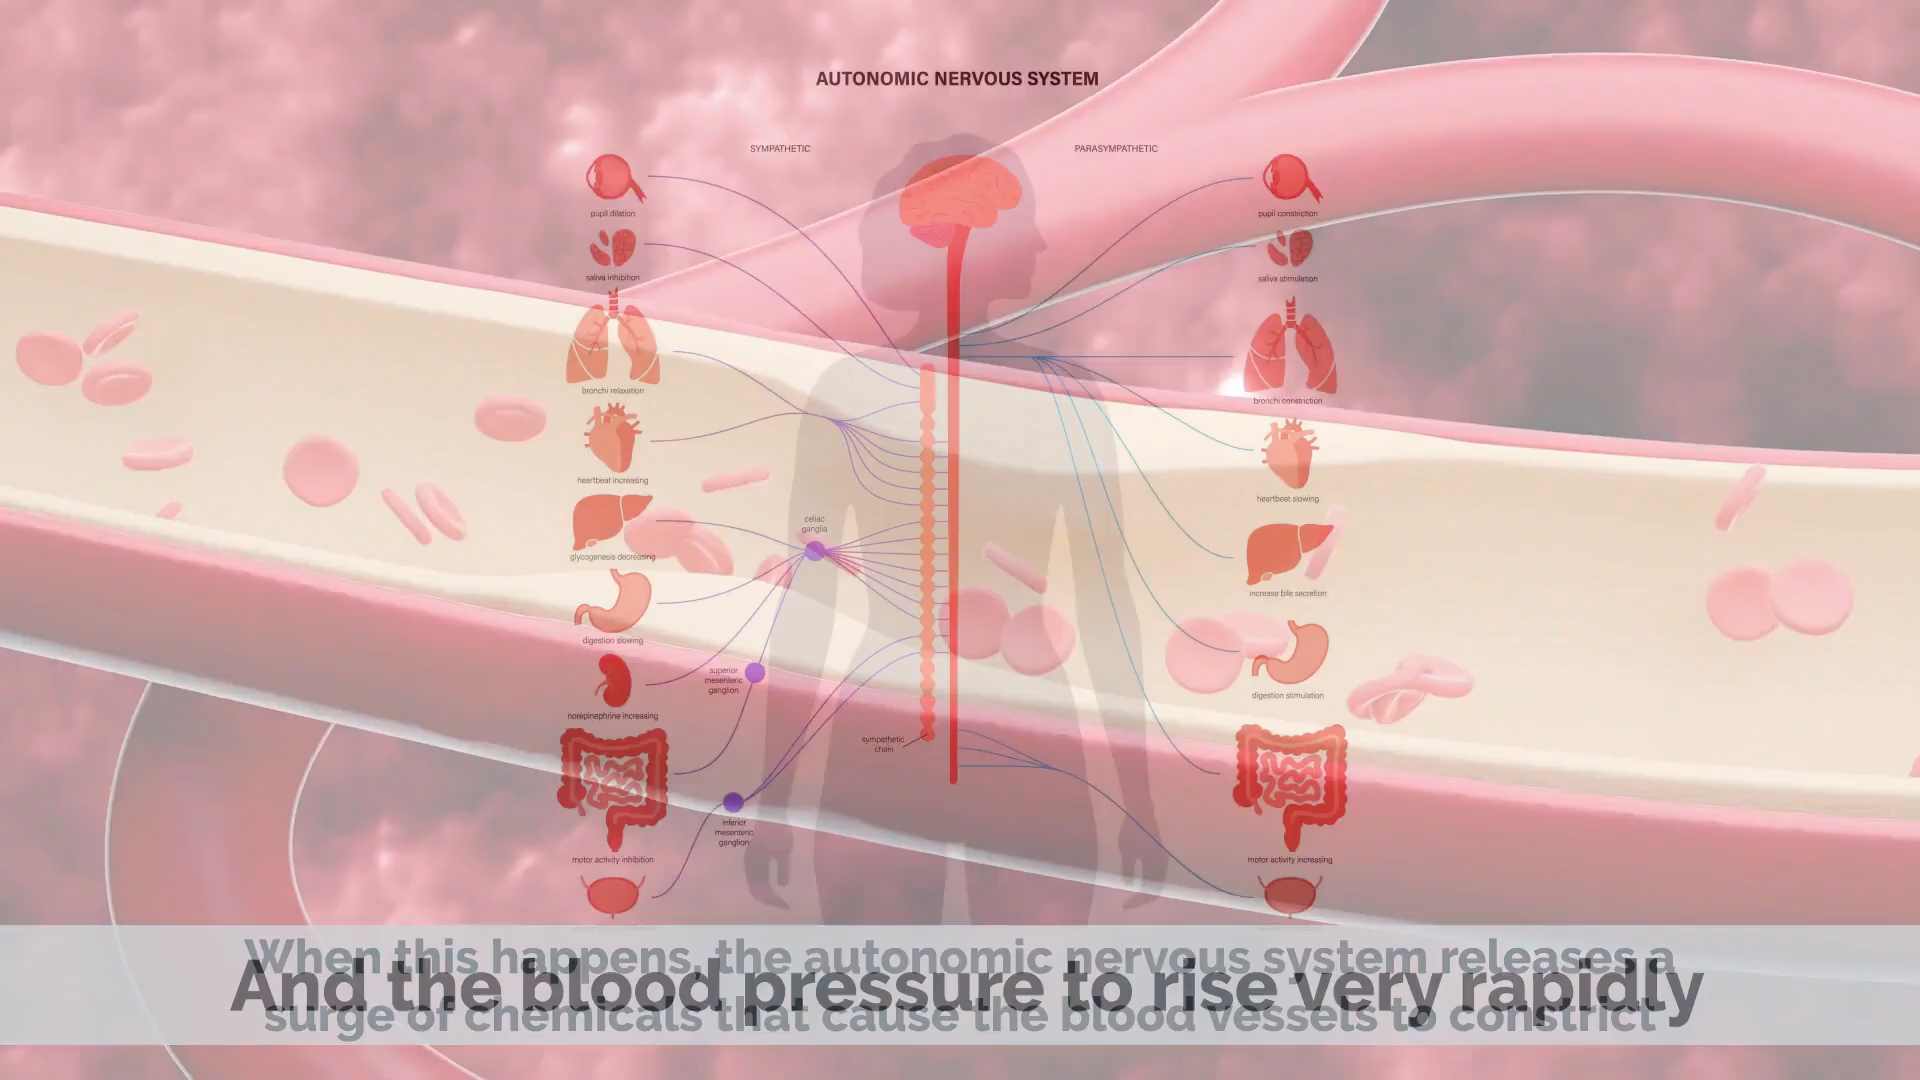 AUTONOMIC NERVOUS SYSTEM
SYMPATHETIC
PARASYMPATHETIC
pupil dilation
pupil constriction
saliva inhibition
saliva stimulation
bronchi relaxation
bronchi constriction
heartbeat increasing
heartbeat slowing
celiac
ganglia
glycogenesis decreasing
increase bile secretion
digestion slowing
superior
mesenteric
ganglion
digestion stimulation
norepinephrine increasing
sympathetic
chain
inferior
mesenteric
ganglion
motor activity inhibition
motor activity increasing
When this happens, the autonomic nervous system releases a
And the blood pressure to rise very rapidly
surge of chemicals that cause the blood vessels to constrict